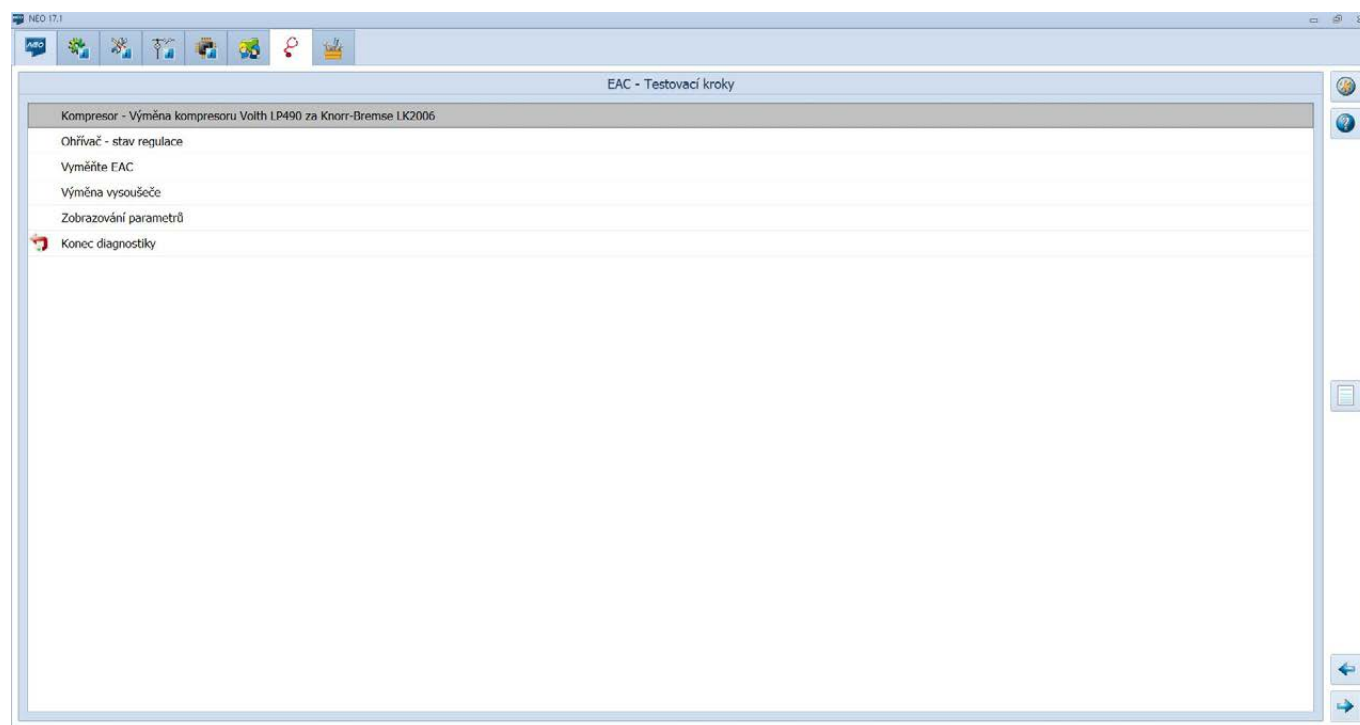 NEO 17.1
NEO
EAC - Testovací kroky
Kompresor - Výměna kompresoru Voith LP490 za Knorr-Bremse LK2006
Ohřívač - stav regulace
Vyměňte EAC
Výměna vysoušeče
Zobrazování parametrů
Konec diagnostiky